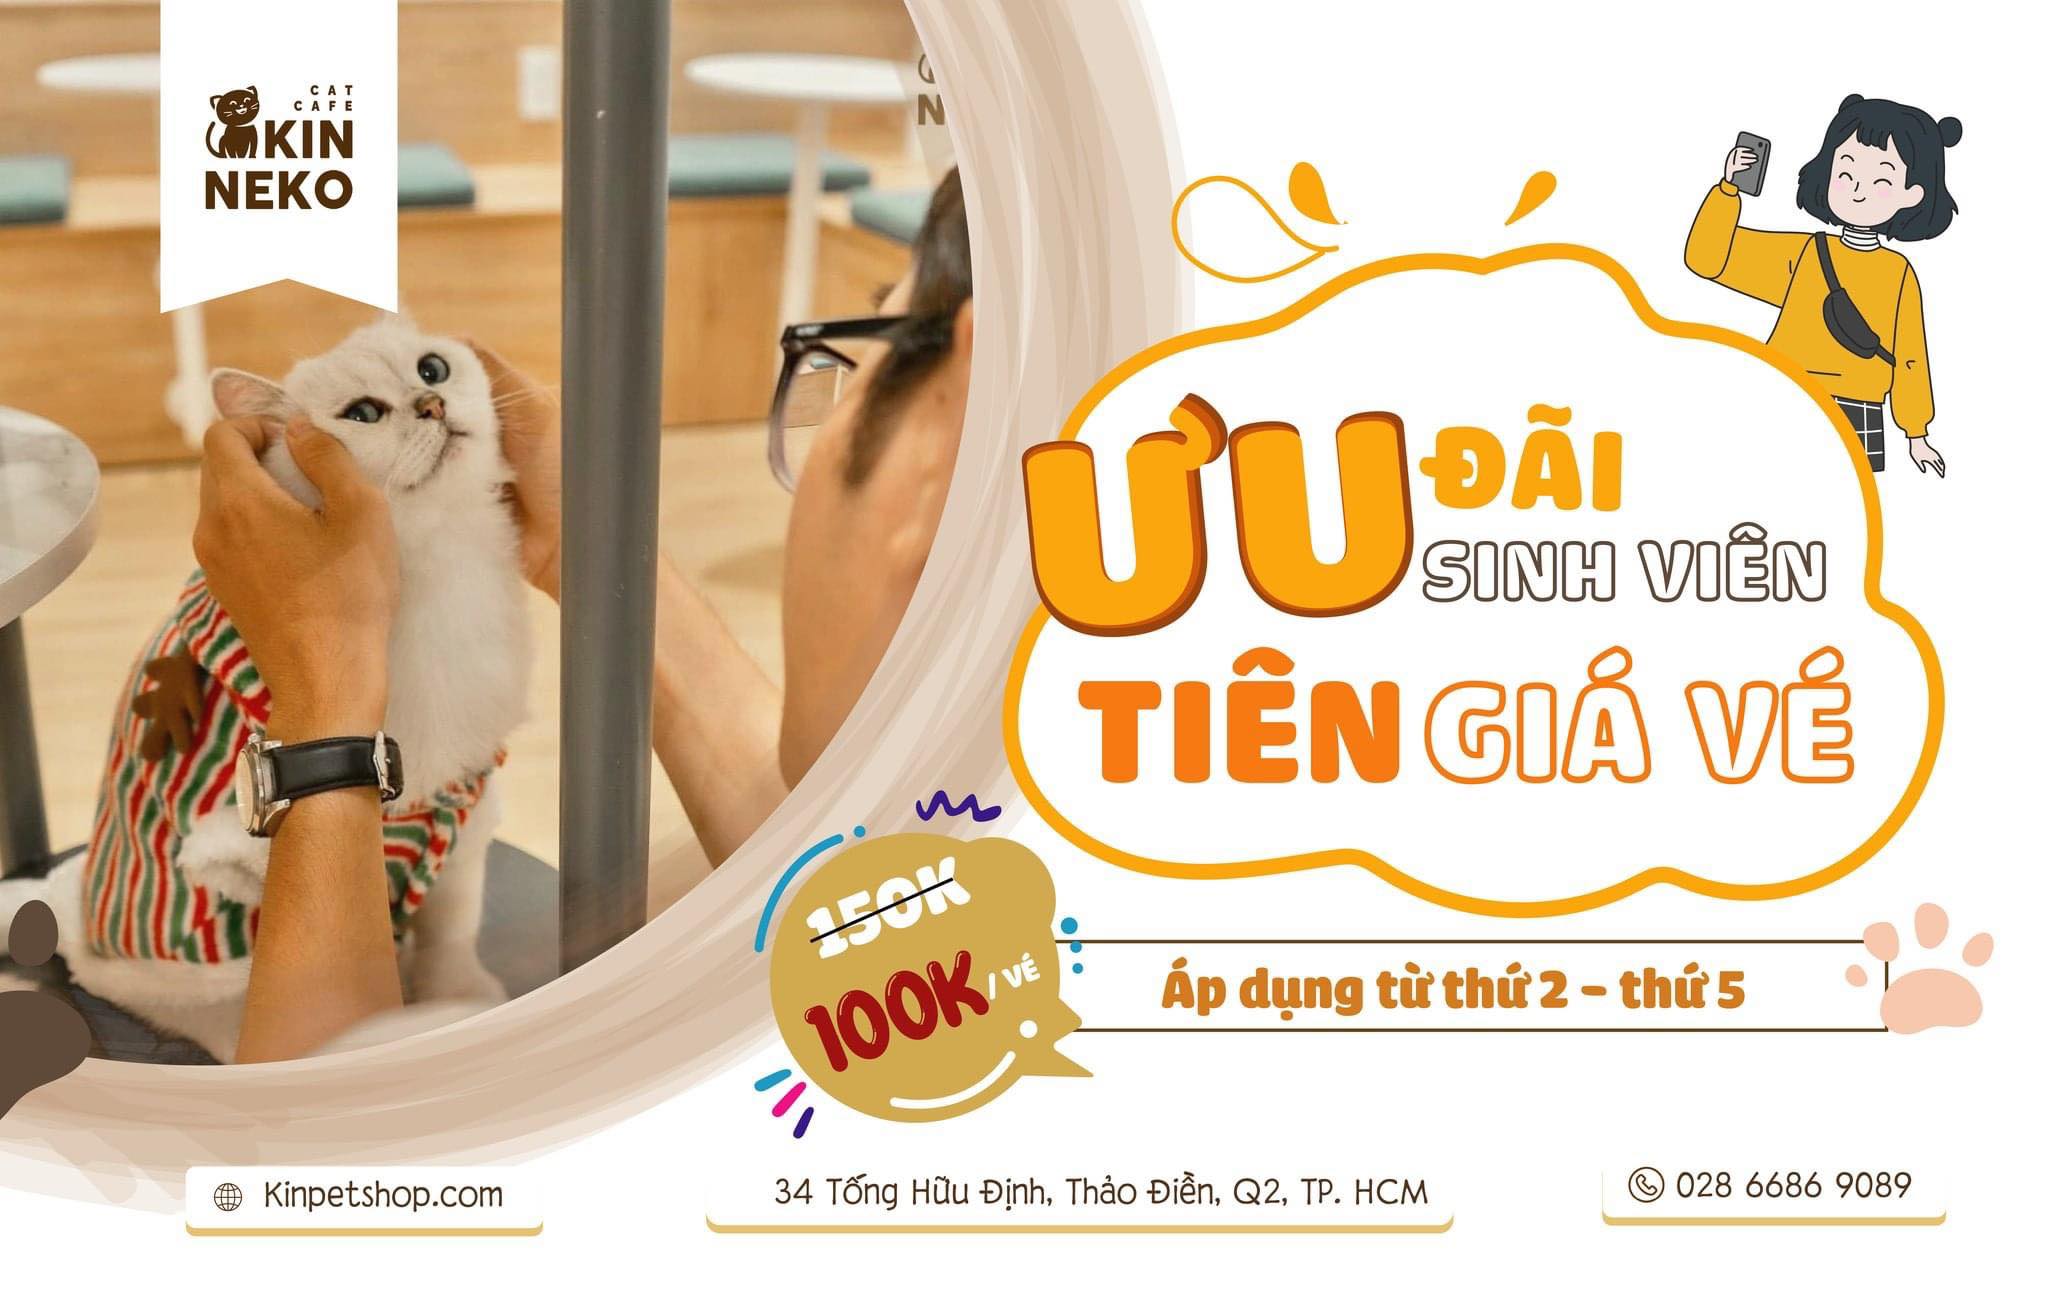 CAT
CAFE
KIN
NEKO
N
ƯU ĐÃI
SINH VIÊN
TIÊN GIÁ VÉ
150K
100K/VÉ
Áp dụng từ thứ 2 - thứ 5
Kinpetshop.com
34 Tống Hữu Định, Thảo Điền, Q2, TP. HCM
028 6686 9089